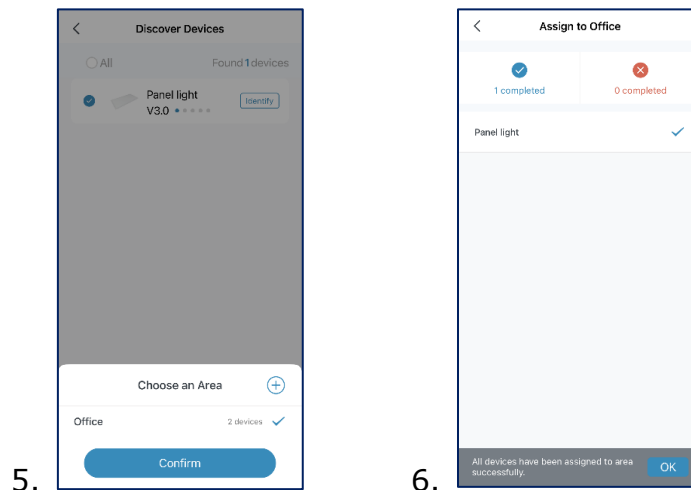 Discover Devices
All
Found 1 devices
Panel light
V3.0
Identify
Choose an Area
Office
2 devices
Confirm
5.
Assign to Office
1 completed
0 completed
Panel light
All devices have been assigned to area
successfully.
OK
6.